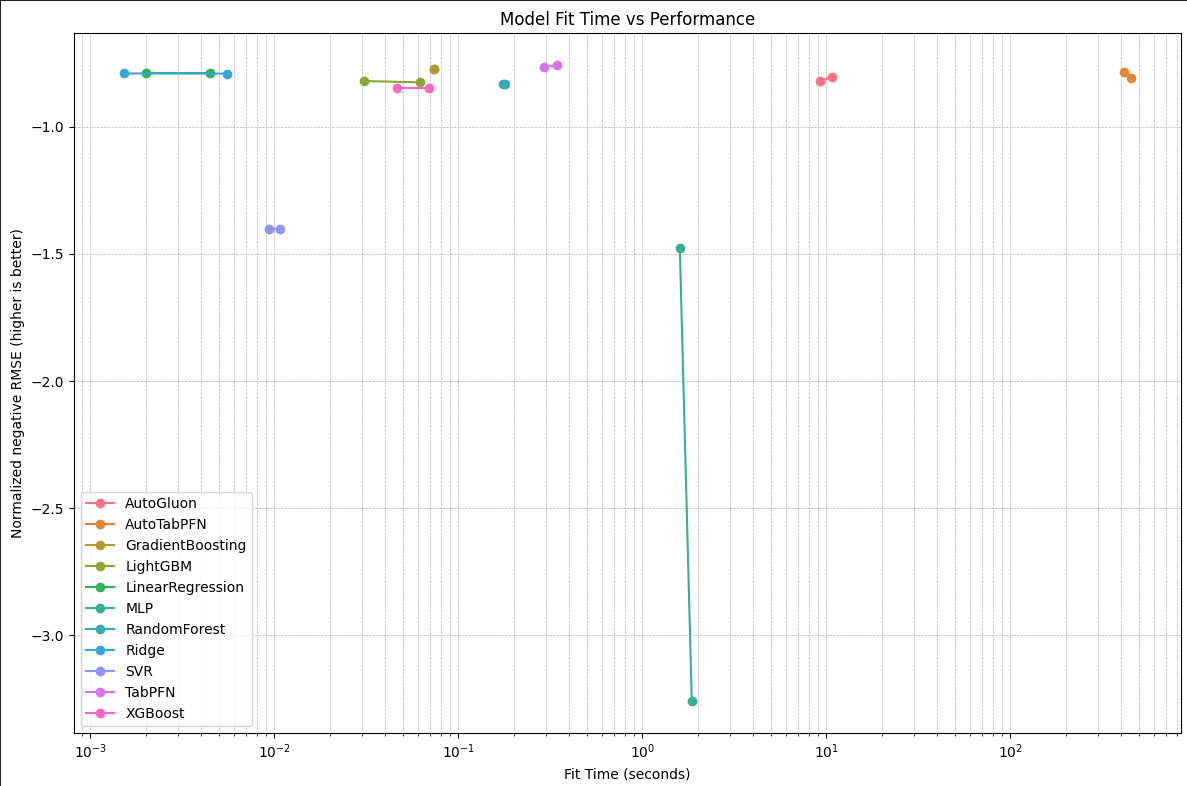 Model Fit Time vs Performance
Normalized negative RMSE (higher is better)
−1.0
−1.5
−2.0
−2.5
−3.0
AutoGluon
AutoTabPFN
GradientBoosting
LightGBM
LinearRegression
MLP
RandomForest
Ridge
SVR
TabPFN
XGBoost
10⁻³ 10⁻² 10⁻¹ 10⁰ 10¹ 10²
Fit Time (seconds)